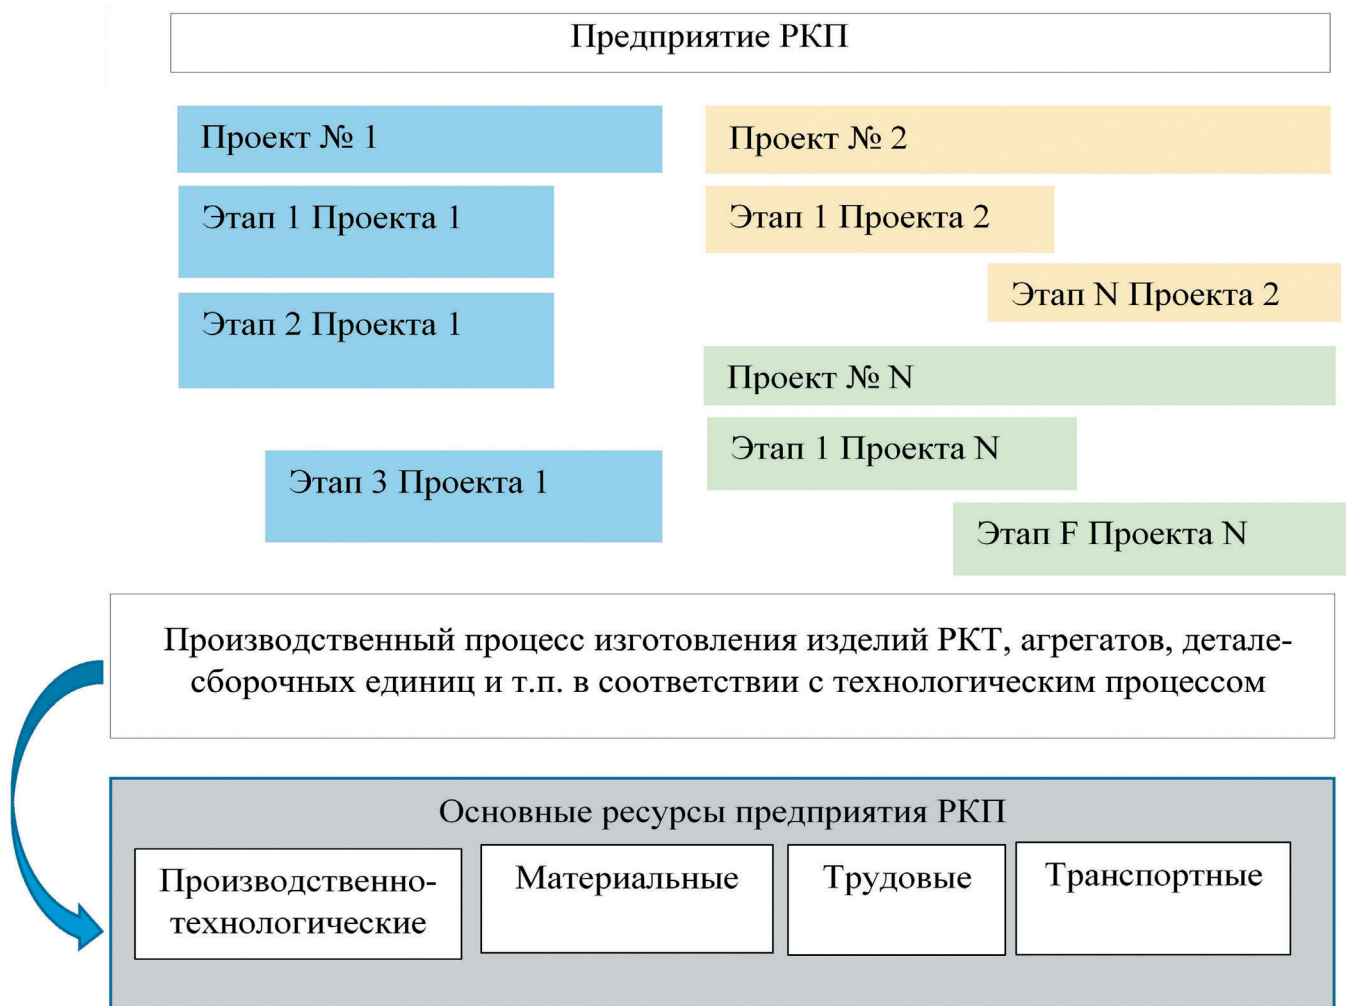 Предприятие РКП
Проект № 1
Этап 1 Проекта 1
Этап 2 Проекта 1
Этап 3 Проекта 1
Проект № 2
Этап 1 Проекта 2
Этап N Проекта 2
Проект № N
Этап 1 Проекта N
Этап F Проекта N
Производственный процесс изготовления изделий РКТ, агрегатов, детале-
сборочных единиц и т.п. в соответствии с технологическим процессом
Основные ресурсы предприятия РКП
Производственно-
технологические
Материальные
Трудовые
Транспортные